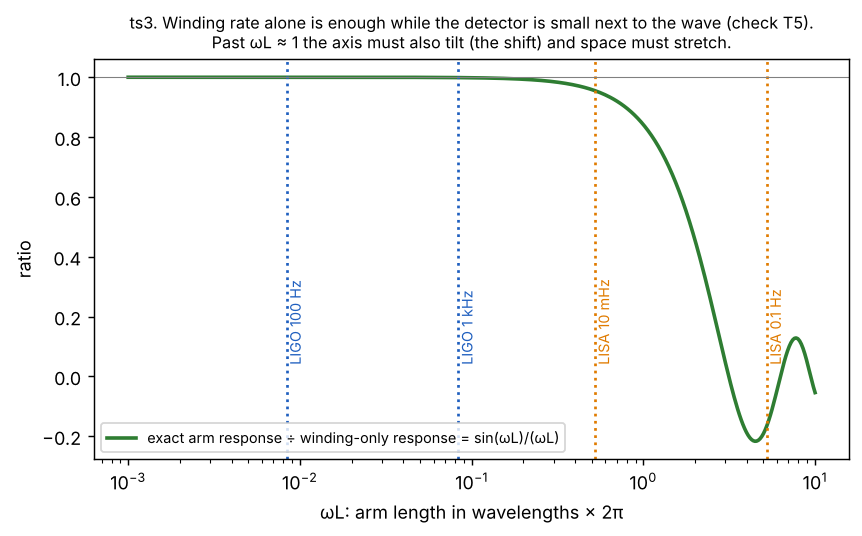 ts3. Winding rate alone is enough while the detector is small next to the wave (check T5).
Past ωL ≈ 1 the axis must also tilt (the shift) and space must stretch.
ratio
1.0
0.8
0.6
0.4
0.2
0.0
−0.2
LIGO 100 Hz
LIGO 1 kHz
LISA 10 mHz
LISA 0.1 Hz
exact arm response ÷ winding-only response = sin(ωL)/(ωL)
10⁻³
10⁻²
10⁻¹
10⁰
10¹
ωL: arm length in wavelengths × 2π